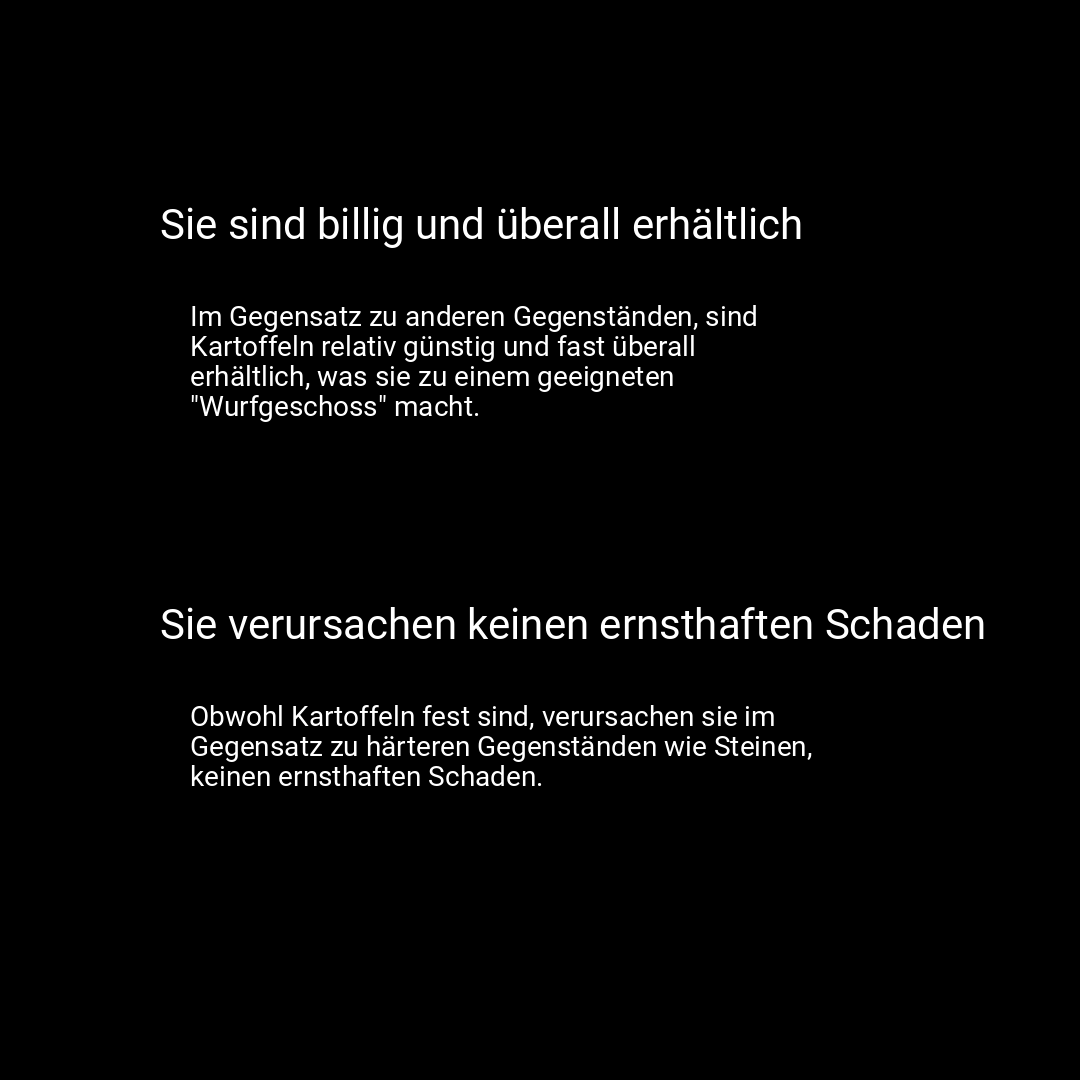 Sie sind billig und überall erhältlich
Im Gegensatz zu anderen Gegenständen, sind
Kartoffeln relativ günstig und fast überall
erhältlich, was sie zu einem geeigneten
"Wurfgeschoss" macht.
Sie verursachen keinen ernsthaften Schaden
Obwohl Kartoffeln fest sind, verursachen sie im
Gegensatz zu härteren Gegenständen wie Steinen,
keinen ernsthaften Schaden.